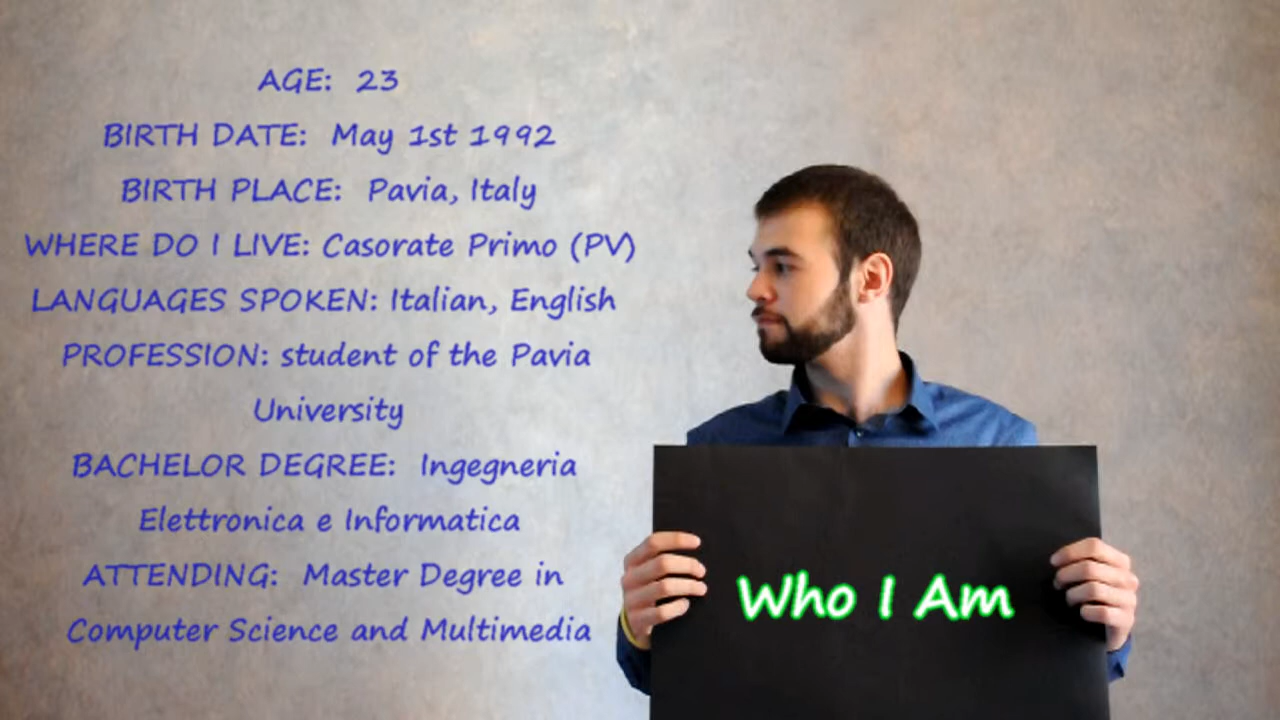 AGE: 23
BIRTH DATE: May 1st 1992
BIRTH PLACE: Pavia, Italy
WHERE DO I LIVE: Casorate Primo (PV)
LANGUAGES SPOKEN: Italian, English
PROFESSION: student of the Pavia
University
BACHELOR DEGREE: Ingegneria
Elettronica e Informatica
ATTENDING: Master Degree in
Computer Science and Multimedia
Who I Am